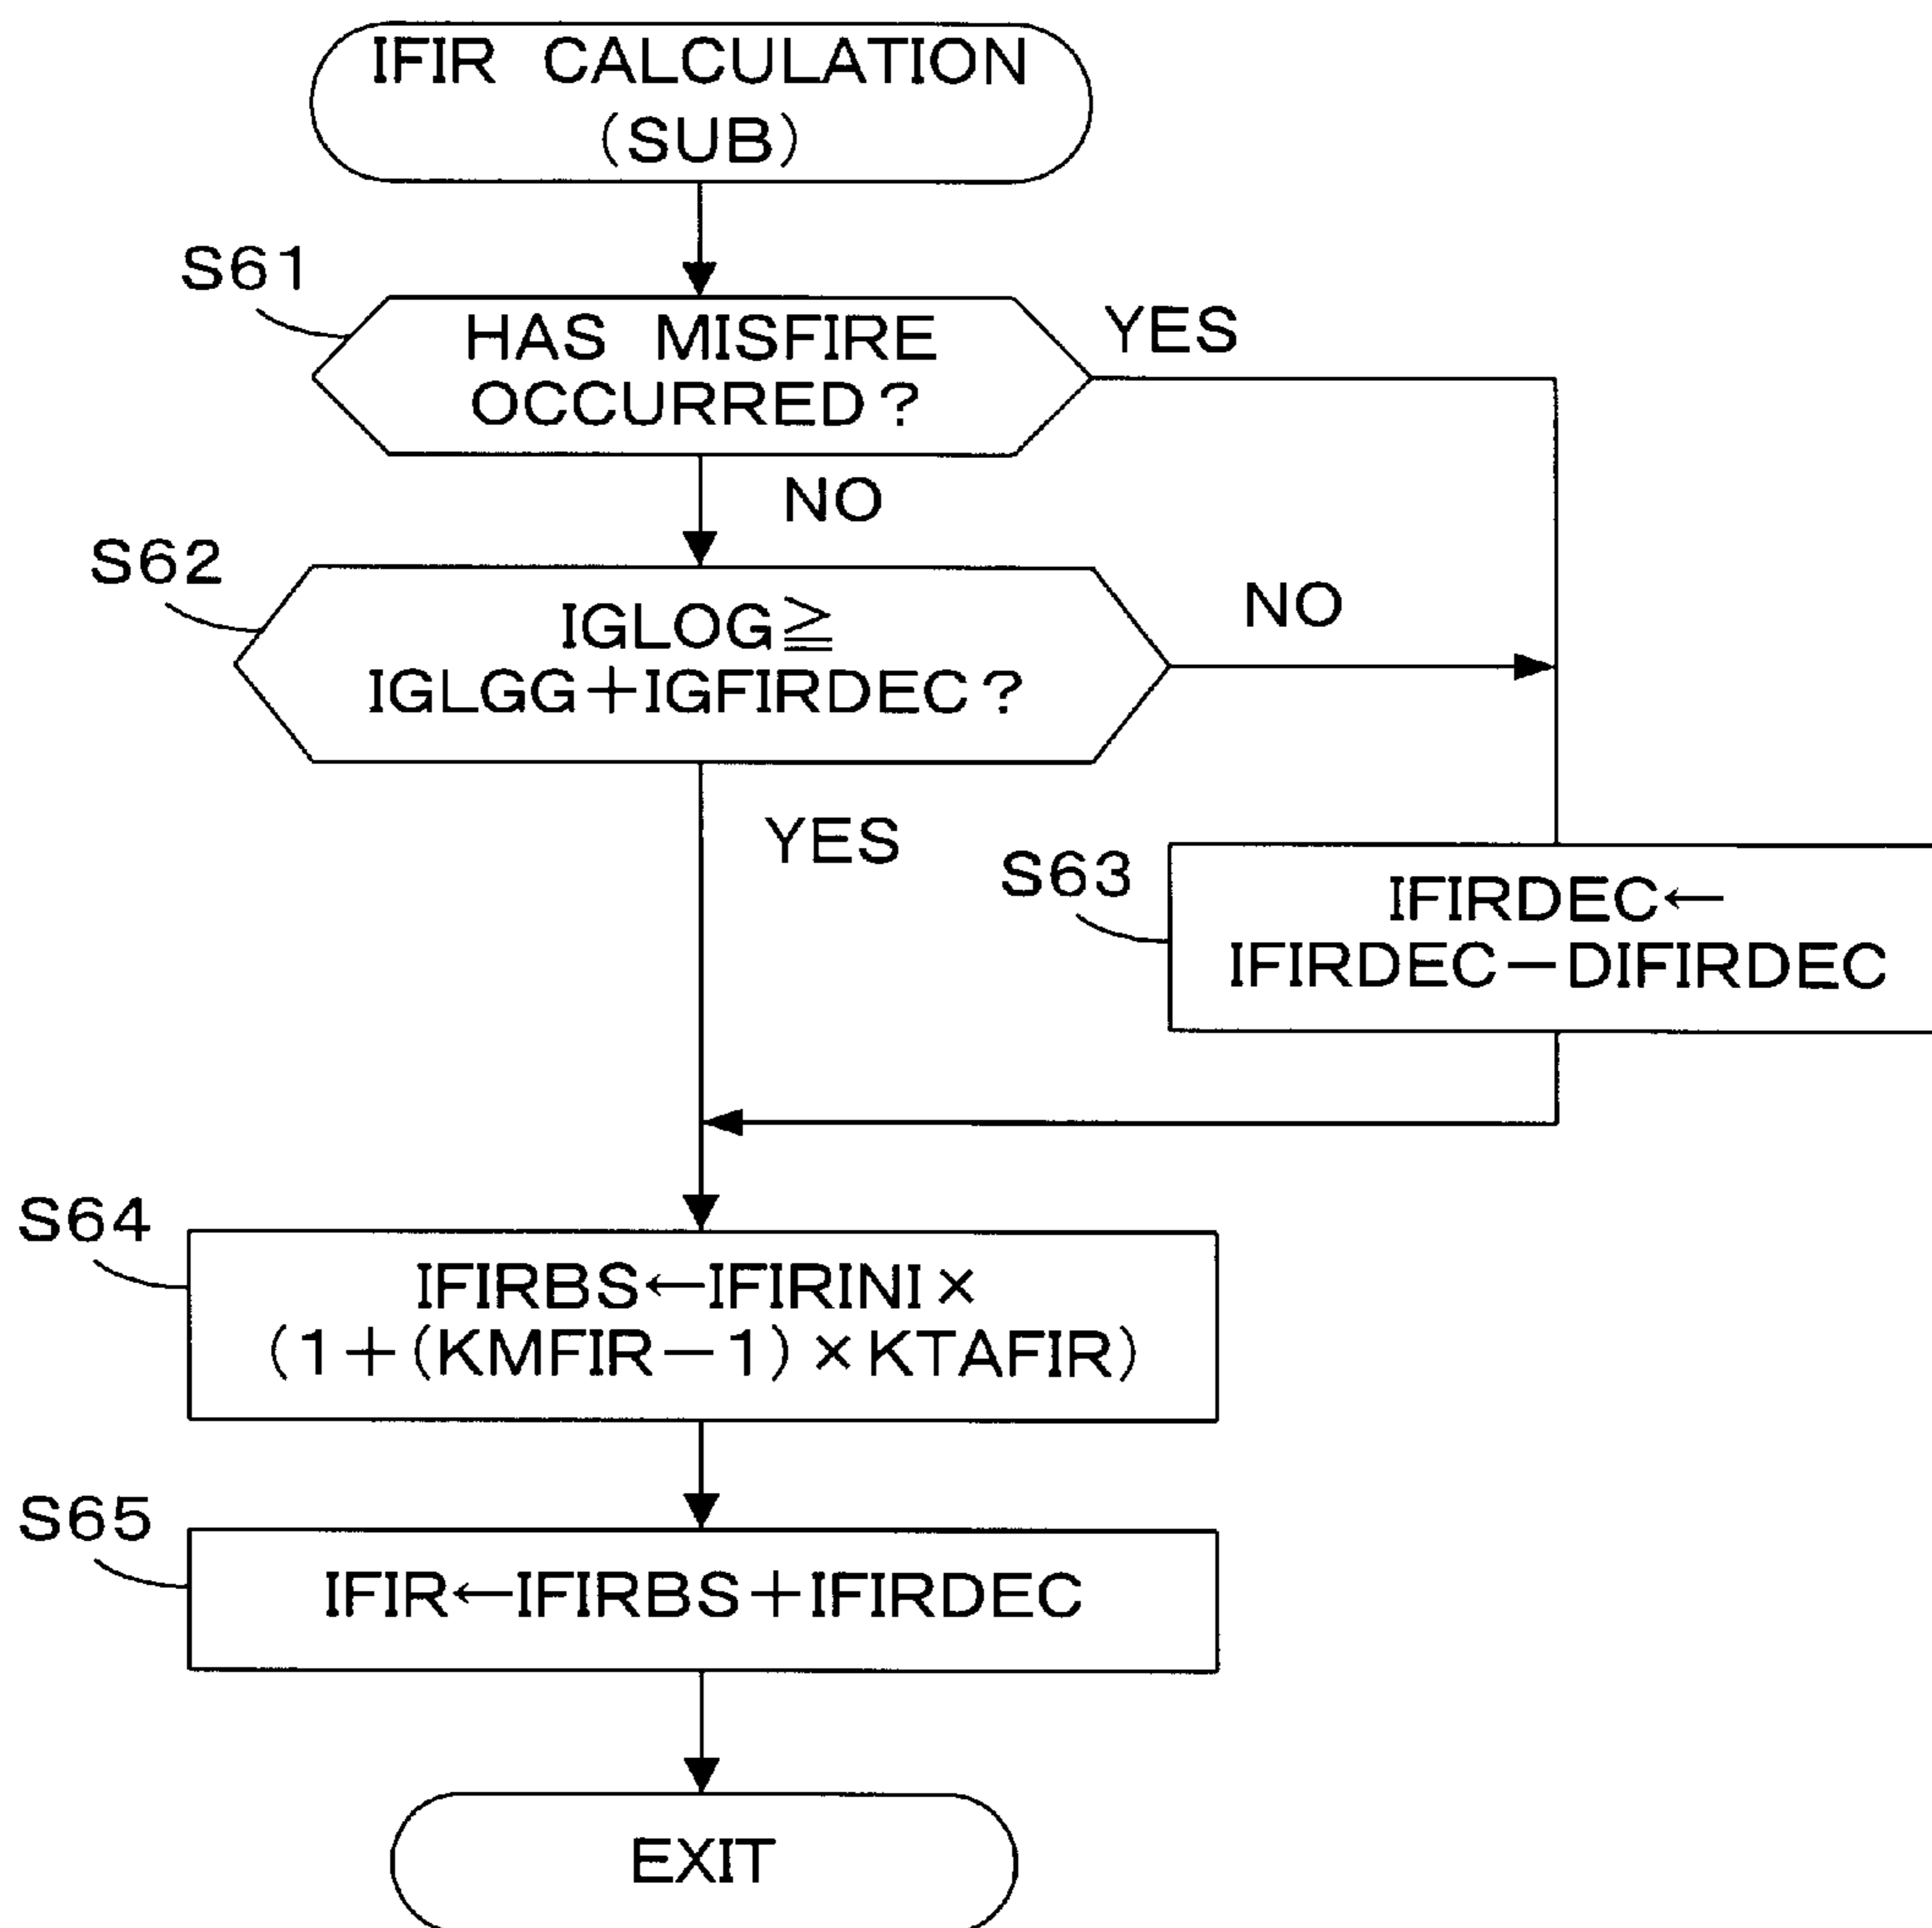 IFIR CALCULATION
(SUB)
S61
HAS MISFIRE
OCCURRED?
YES
NO
S62
IGLOG≧
IGLGG+IGFIRDEC?
NO
YES
S63
IFIRDEC←
IFIRDEC-DIFIRDEC
S64
IFIRBS←IFIRINI×
(1+(KMFIR-1)×KTAFIR)
S65
IFIR←IFIRBS+IFIRDEC
EXIT